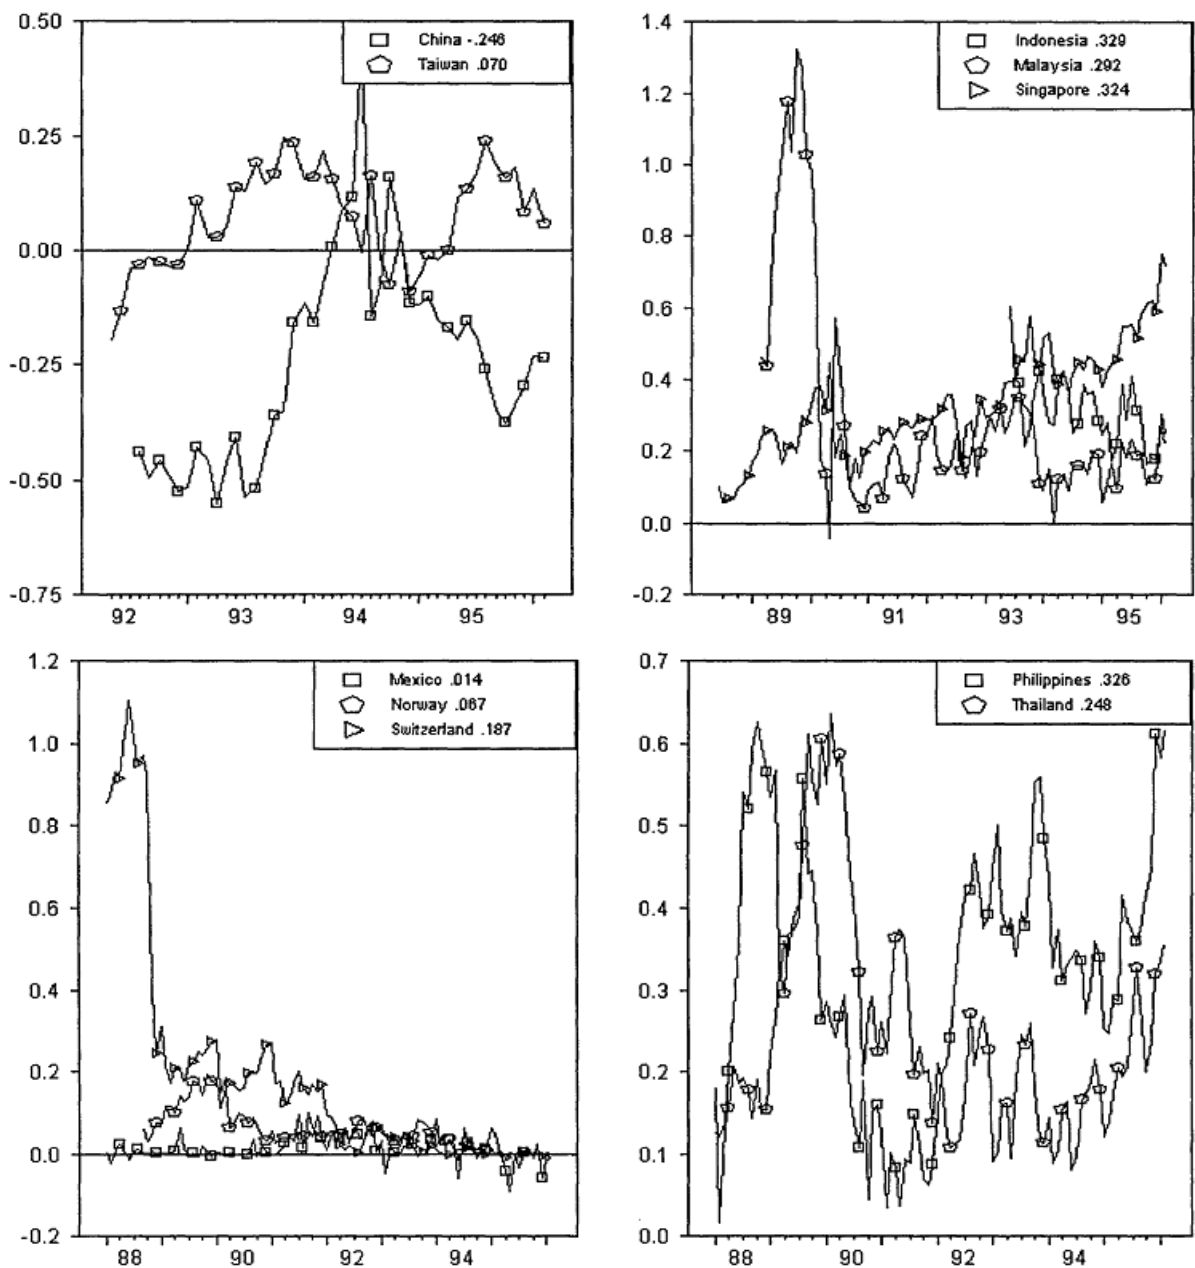 0.50
0.25
0.00
-0.25
-0.50
-0.75
92 93 94 95
China -.246
Taiwan .070
1.4
1.2
1.0
0.8
0.6
0.4
0.2
0.0
-0.2
89 91 93 95
Indonesia .329
Malaysia .292
Singapore .324
1.2
1.0
0.8
0.6
0.4
0.2
0.0
-0.2
88 90 92 94
Mexico .014
Norway .067
Switzerland .187
0.7
0.6
0.5
0.4
0.3
0.2
0.1
0.0
88 90 92 94
Philippines .326
Thailand .248